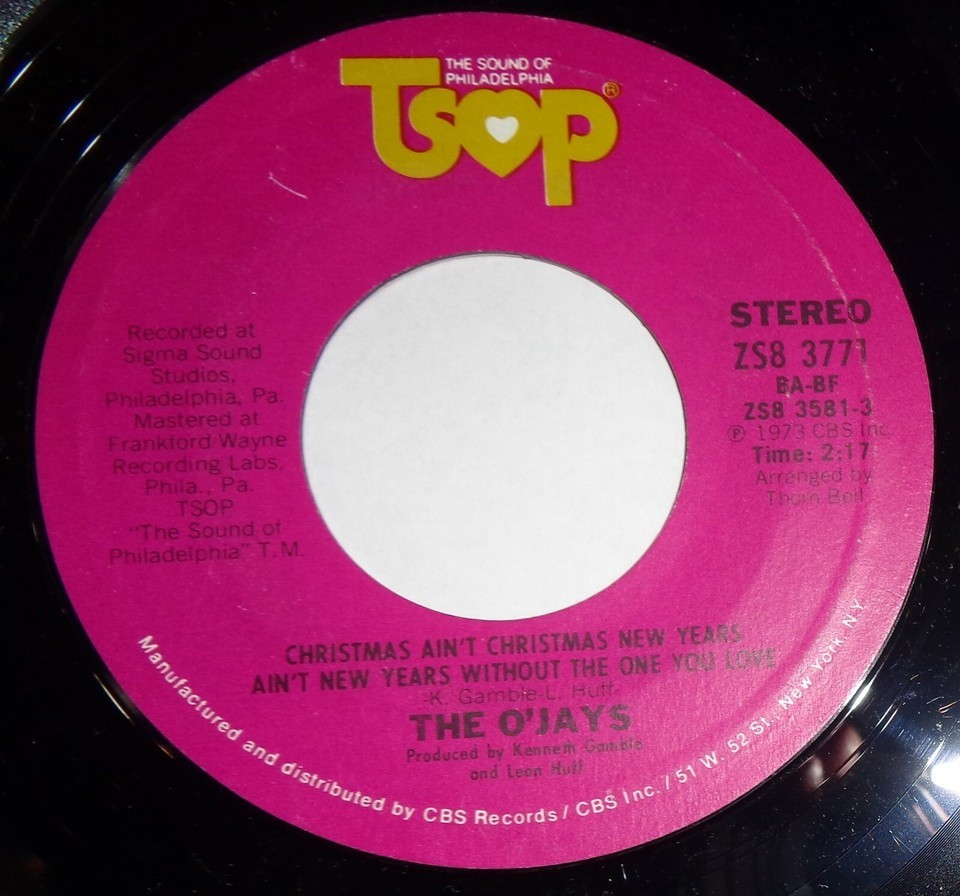 THE SOUND OF
PHILADELPHIA
TSOP®
Recorded at
Sigma Sound
Studios,
Philadelphia, Pa.
Mastered at
Frankford Wayne
Recording Labs,
Phila., Pa.
TSOP
"The Sound of
Philadelphia" T.M.
STEREO
ZS8 3771
BA-BF
ZS8 3581-3
℗ 1973 CBS Inc.
Time: 2:17
Arranged by
Thom Bell
CHRISTMAS AIN'T CHRISTMAS NEW YEARS
AIN'T NEW YEARS WITHOUT THE ONE YOU LOVE
-K. Gamble-L. Huff-
THE O'JAYS
Produced by Kenneth Gamble
and Leon Huff
Manufactured and distributed by CBS Records / CBS Inc. / 51 W. 52 St., New York NY